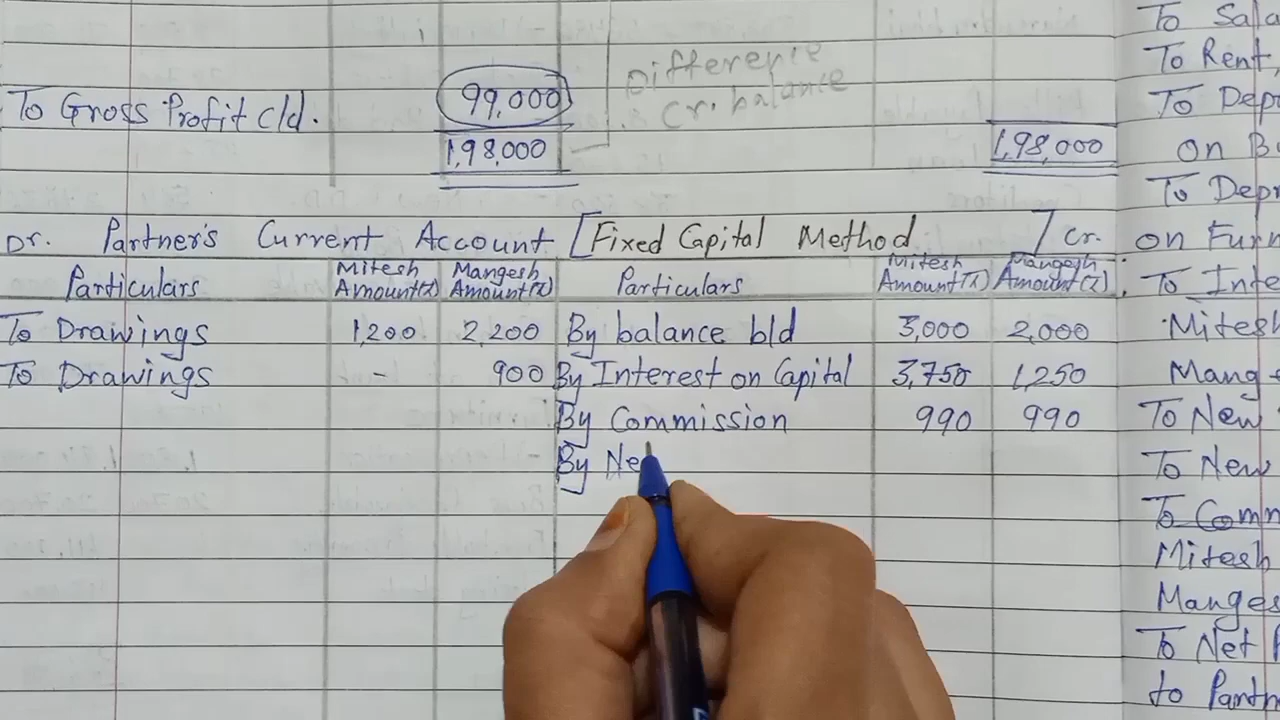 Difference
Cr. balance
To Gross Profit c/d. 99,000
1,98,000 1,98,000
Dr. Partner's Current Account [Fixed Capital Method ] Cr.
Particulars Mitesh Amount(₹) Mangesh Amount(₹) Particulars Mitesh Amount(₹) Mangesh Amount(₹)
To Drawings 1,200 2,200 By balance b/d 3,000 2,000
To Drawings - 900 By Interest on Capital 3,750 1,250
By Commission 990 990
By Ne
To Sala
To Rent,
To Dep
on B
To Depr
on Furn
To Inte
Mitesh
Mang
To New
To New
To Comm
Mitesh
Manges
To Net P
to Partn